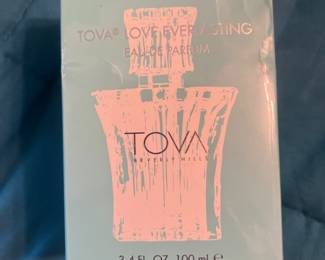 TOVA® LOVE EVERLASTING
EAU DE PARFUM
TOVA
BEVERLY HILLS
3.4 FL. OZ. 100 ml ℮